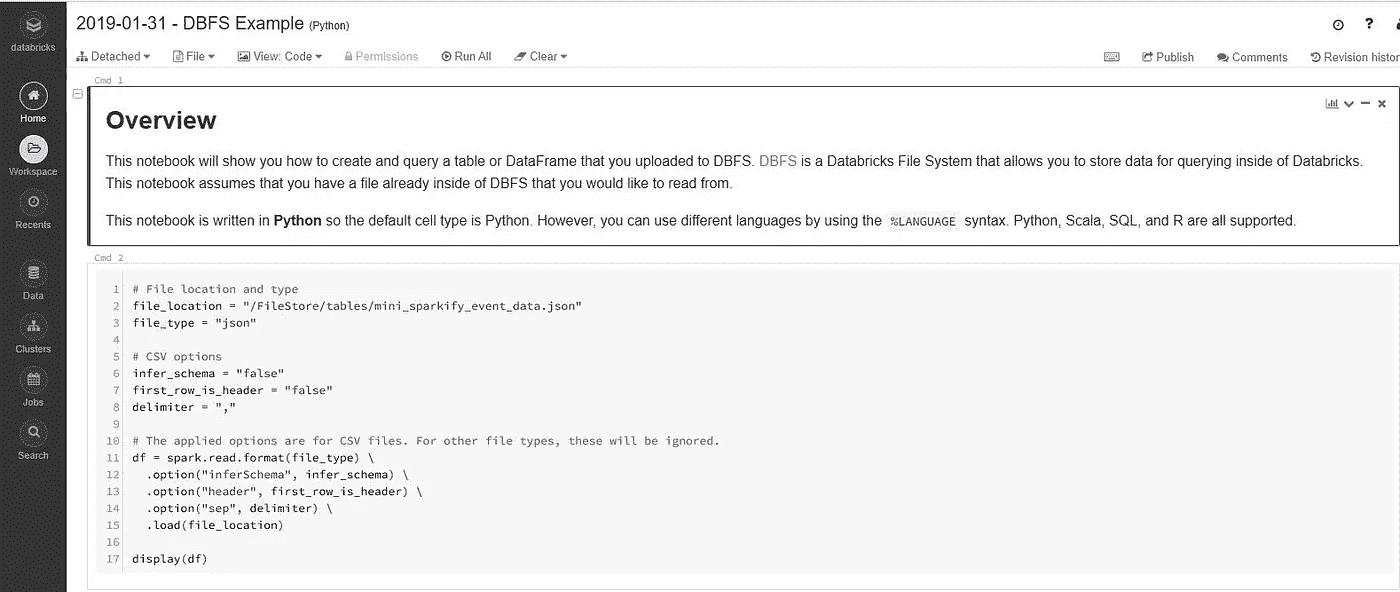 databricks
Home
Workspace
Recents
Data
Clusters
Jobs
Search
2019-01-31 - DBFS Example (Python)
Detached File View: Code Permissions Run All Clear Publish Comments Revision histor
Cmd 1
Overview
This notebook will show you how to create and query a table or DataFrame that you uploaded to DBFS. DBFS is a Databricks File System that allows you to store data for querying inside of Databricks.
This notebook assumes that you have a file already inside of DBFS that you would like to read from.
This notebook is written in Python so the default cell type is Python. However, you can use different languages by using the %LANGUAGE syntax. Python, Scala, SQL, and R are all supported.
Cmd 2
1 # File location and type
2 file_location = "/FileStore/tables/mini_sparkify_event_data.json"
3 file_type = "json"
4
5 # CSV options
6 infer_schema = "false"
7 first_row_is_header = "false"
8 delimiter = ","
9
10 # The applied options are for CSV files. For other file types, these will be ignored.
11 df = spark.read.format(file_type) \
12 .option("inferSchema", infer_schema) \
13 .option("header", first_row_is_header) \
14 .option("sep", delimiter) \
15 .load(file_location)
16
17 display(df)